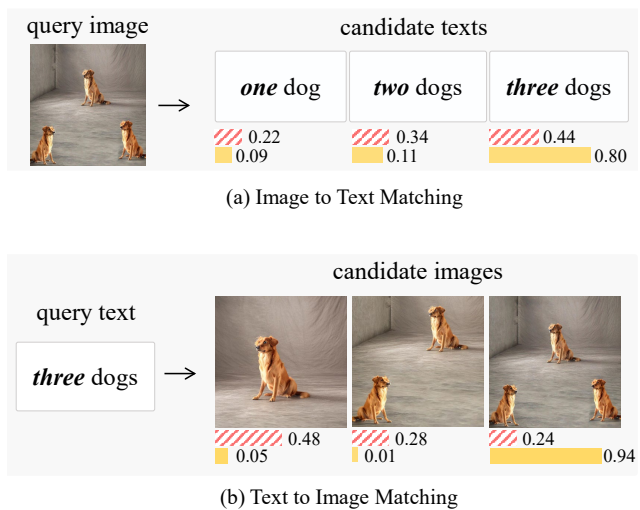 query image
candidate texts
one dog
two dogs
three dogs
0.22
0.34
0.44
0.09
0.11
0.80
(a) Image to Text Matching
candidate images
query text
three dogs
0.48
0.28
0.24
0.05
0.01
0.94
(b) Text to Image Matching